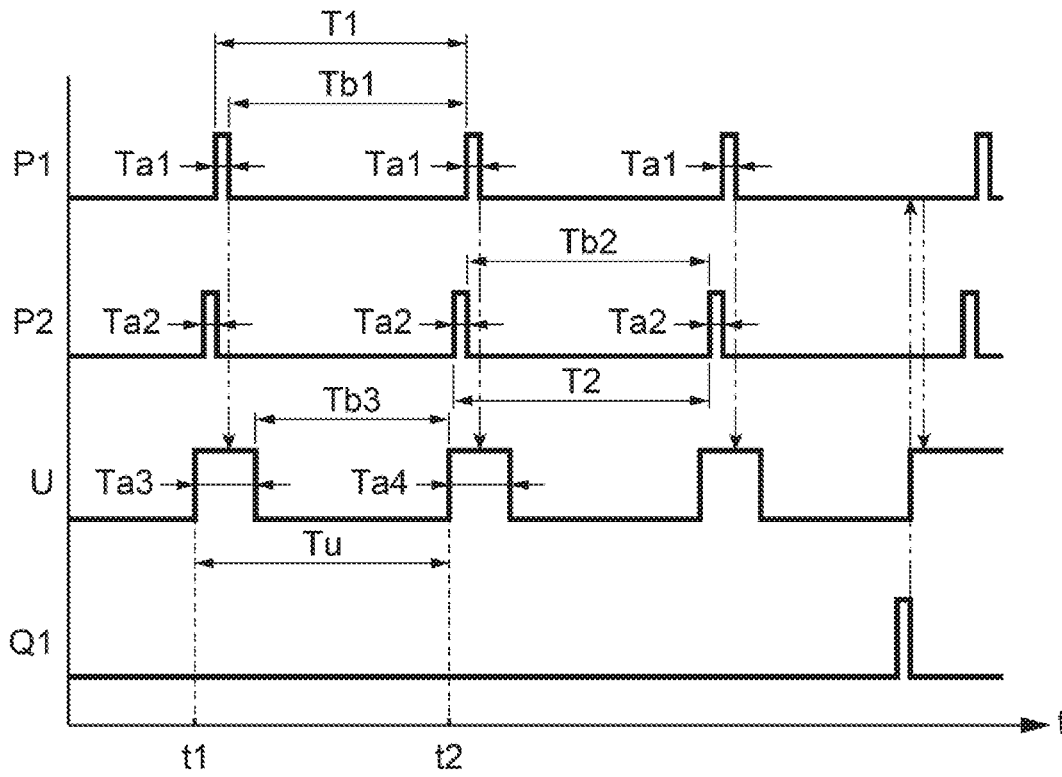 T1
Tb1
P1
Ta1 Ta1 Ta1
Tb2
P2
Ta2 Ta2 Ta2
T2
Tb3
U
Ta3 Ta4
Tu
Q1
t
t1 t2